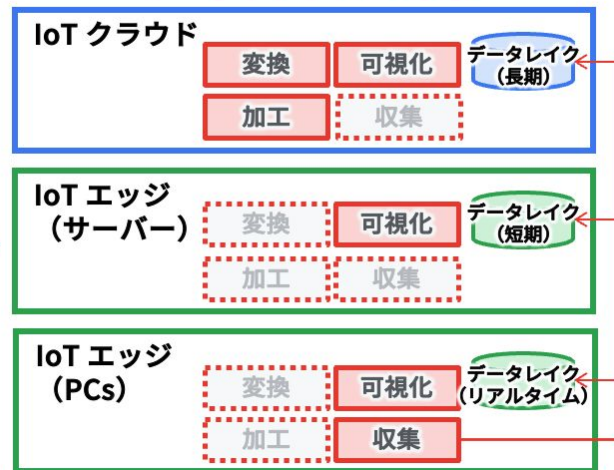 IoT クラウド
変換
可視化
データレイク
（長期）
加工
収集
IoT エッジ
（サーバー）
変換
可視化
データレイク
（短期）
加工
収集
IoT エッジ
（PCs）
変換
可視化
データレイク
（リアルタイム）
加工
収集